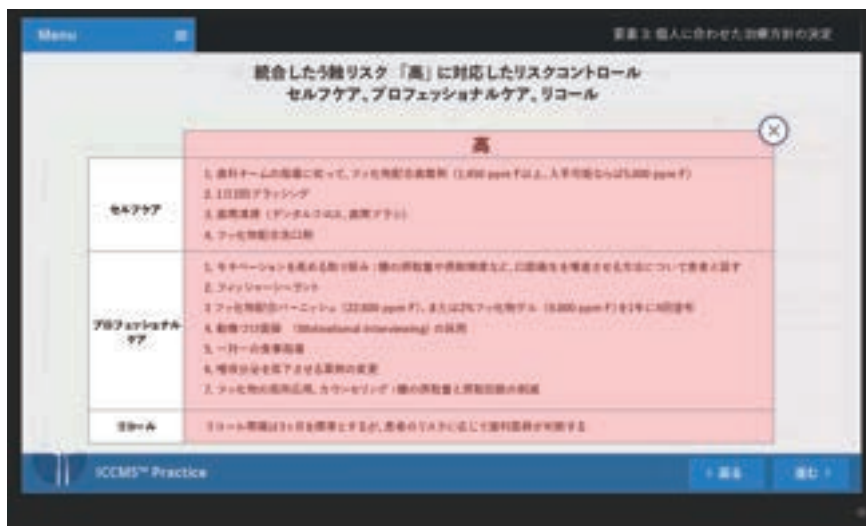 Menu
要素3:個人に合わせた治療方針の決定
統合したう蝕リスク「高」に対応したリスクコントロール
セルフケア、プロフェッショナルケア、リコール
高
セルフケア
1. 歯科チームの指導に従って、フッ化物配合歯磨剤（1,450 ppm F以上、入手可能ならば5,000 ppm F）
2. 1日2回ブラッシング
3. 歯間清掃（デンタルフロス、歯間ブラシ）
4. フッ化物配合洗口剤
プロフェッショナル
ケア
1. モチベーションを高める取り組み：糖の摂取量や摂取頻度など、口腔衛生を増進させる方法について患者と話す
2. フィッシャーシーラント
3 フッ化物配合バーニッシュ（22,600 ppm F）、または2%フッ化物ゲル（9,000 ppm F）を1年に4回塗布
4. 動機づけ面接 （Motivational Interviewing）の採用
5. 一対一の食事指導
6. 唾液分泌を低下させる薬剤の変更
7. フッ化物の局所応用、カウンセリング：糖の摂取量と摂取回数の削減
リコール
リコール間隔は3ヶ月を標準とするが、患者のリスクに応じて歯科医師が判断する
ICCMS™ Practice
戻る
進む